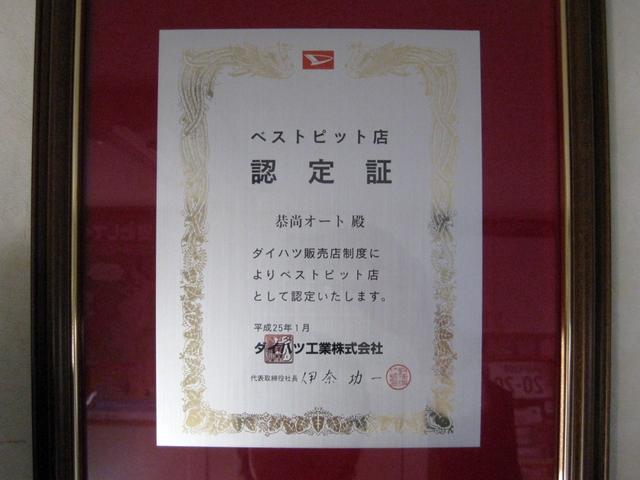 ベストピット店
認定証
恭尚オート 殿
ダイハツ販売店制度に
よりベストピット店
として認定いたします。
平成25年1月
ダイハツ工業株式会社
代表取締役社長 伊奈 功一